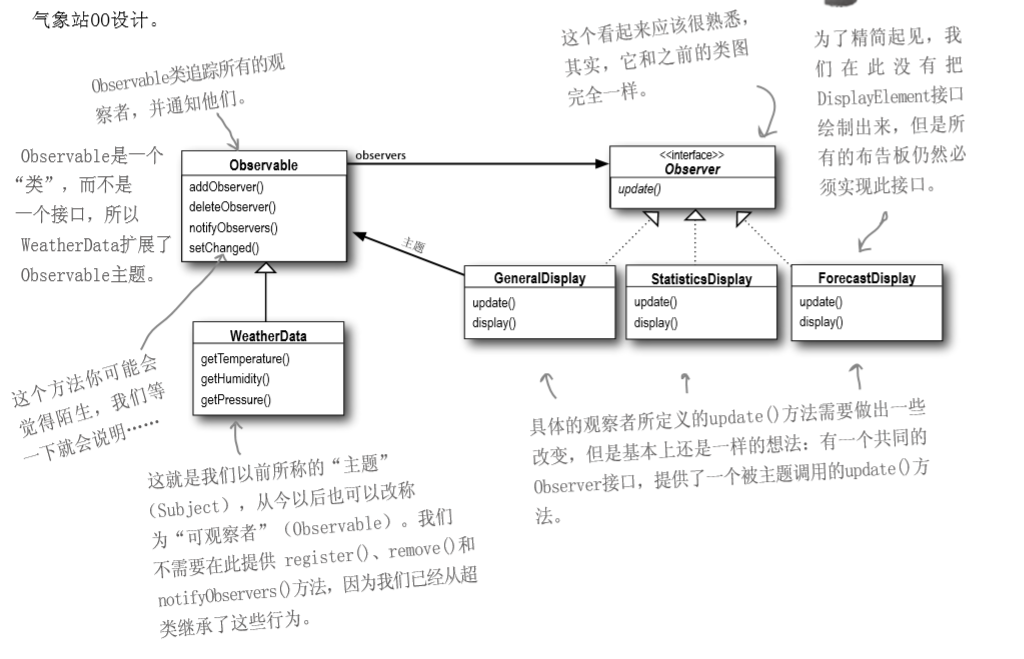 气象站OO设计。
Observable类追踪所有的观
察者，并通知他们。
这个看起来应该很熟悉，
其实，它和之前的类图
完全一样。
为了精简起见，我
们在此没有把
DisplayElement接口
绘制出来，但是所
有的布告板仍然必
须实现此接口。
Observable是一个
“类”，而不是
一个接口，所以
WeatherData扩展了
Observable主题。
Observable
addObserver()
deleteObserver()
notifyObservers()
setChanged()
observers
<<interface>>
Observer
update()
主题
GeneralDisplay
update()
display()
StatisticsDisplay
update()
display()
ForecastDisplay
update()
display()
WeatherData
getTemperature()
getHumidity()
getPressure()
这个方法你可能会
觉得陌生，我们等
一下就会说明……
这就是我们以前所称的“主题”
（Subject），从今以后也可以改称
为“可观察者”（Observable）。我们
不需要在此提供 register()、remove()和
notifyObservers()方法，因为我们已经从超
类继承了这些行为。
具体的观察者所定义的update()方法需要做出一些
改变，但是基本上还是一样的想法：有一个共同的
Observer接口，提供了一个被主题调用的update()方
法。